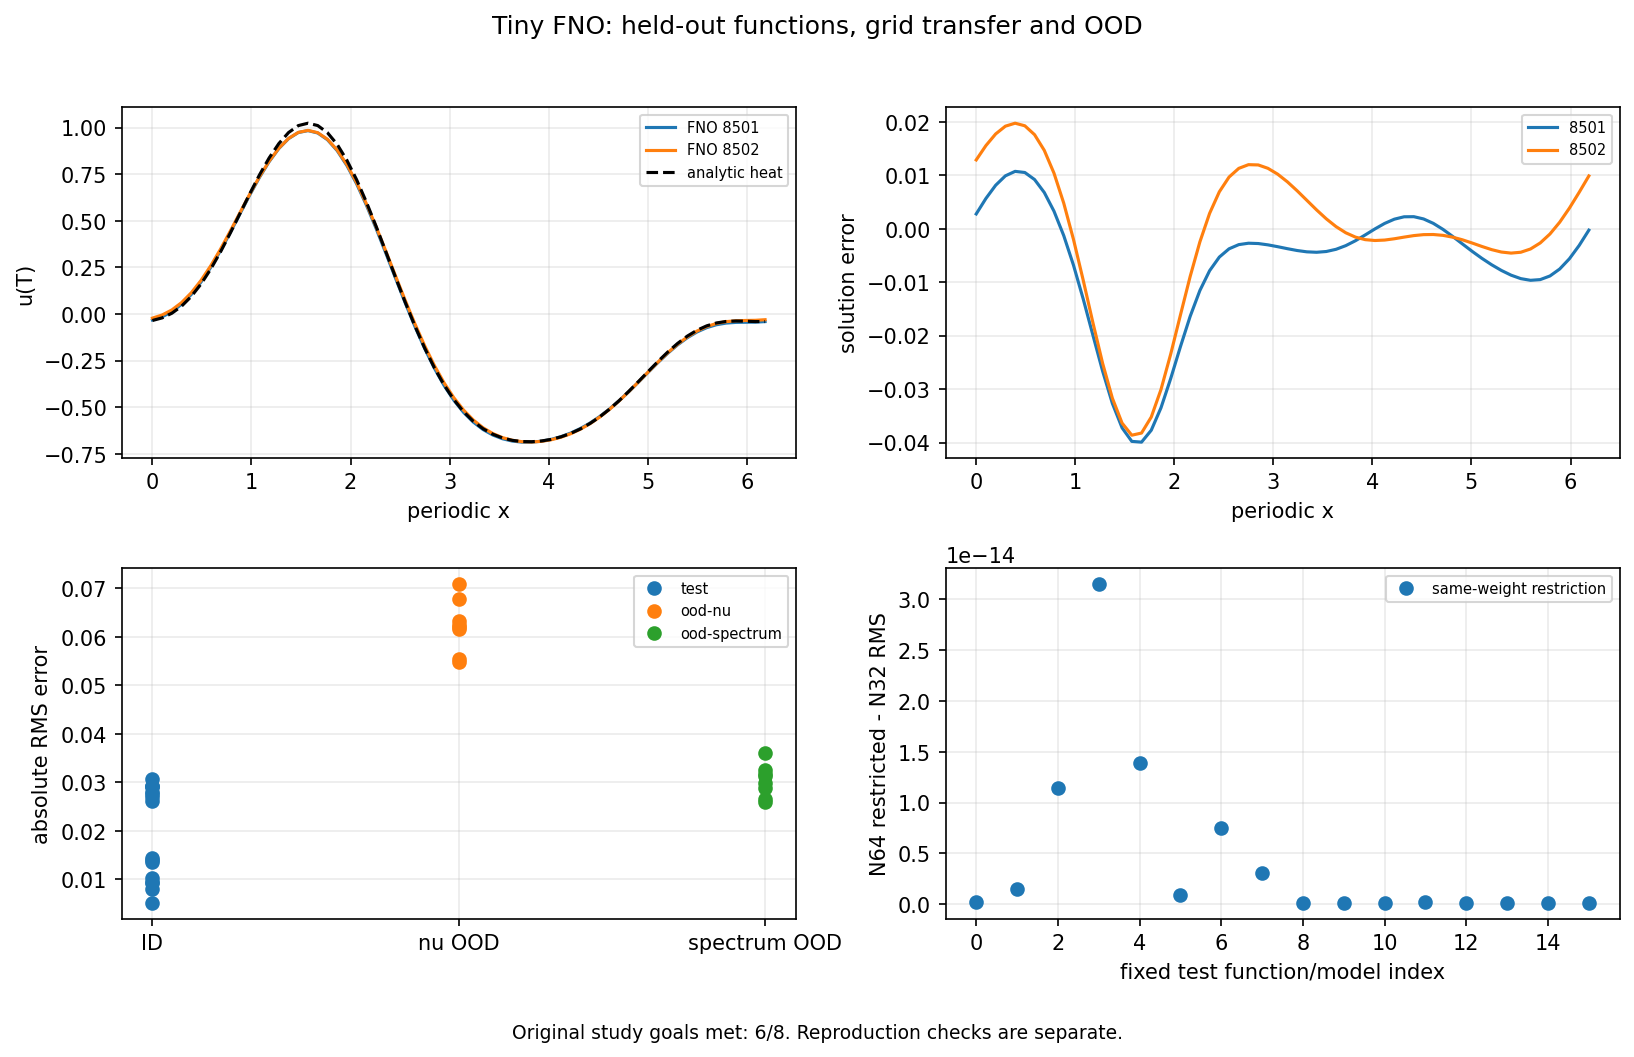 Tiny FNO: held-out functions, grid transfer and OOD
1.00
0.75
0.50
0.25
0.00
−0.25
−0.50
−0.75
u(T)
0 1 2 3 4 5 6
periodic x
FNO 8501
FNO 8502
analytic heat
0.02
0.01
0.00
−0.01
−0.02
−0.03
−0.04
solution error
0 1 2 3 4 5 6
periodic x
8501
8502
0.07
0.06
0.05
0.04
0.03
0.02
0.01
absolute RMS error
ID nu OOD spectrum OOD
test
ood-nu
ood-spectrum
1e−14
3.0
2.5
2.0
1.5
1.0
0.5
0.0
N64 restricted - N32 RMS
0 2 4 6 8 10 12 14
fixed test function/model index
same-weight restriction
Original study goals met: 6/8. Reproduction checks are separate.